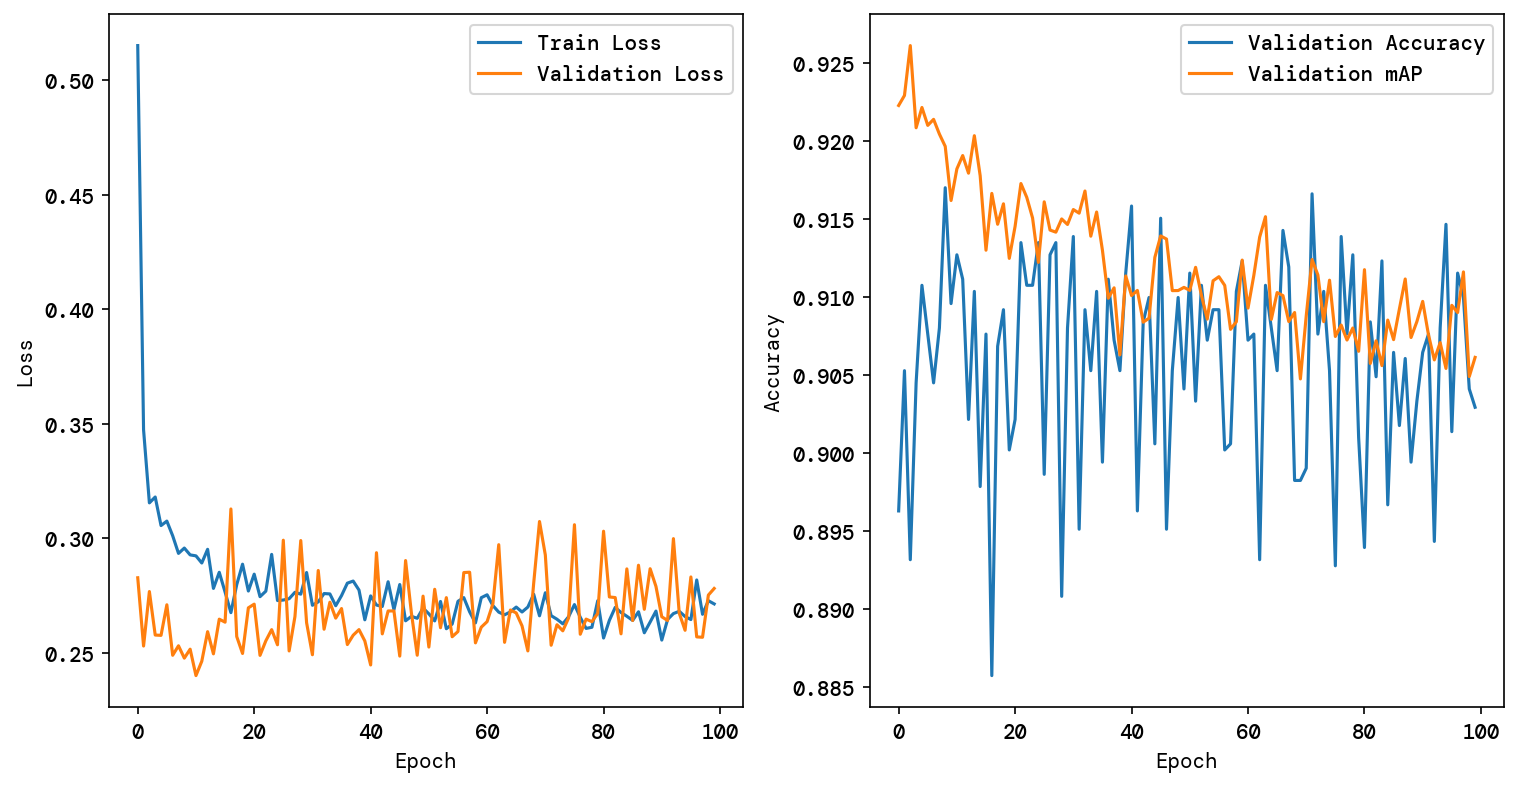 Train Loss
Validation Loss
0.50
0.45
0.40
0.35
0.30
0.25
Loss
0 20 40 60 80 100
Epoch
Validation Accuracy
Validation mAP
0.925
0.920
0.915
0.910
0.905
0.900
0.895
0.890
0.885
Accuracy
0 20 40 60 80 100
Epoch